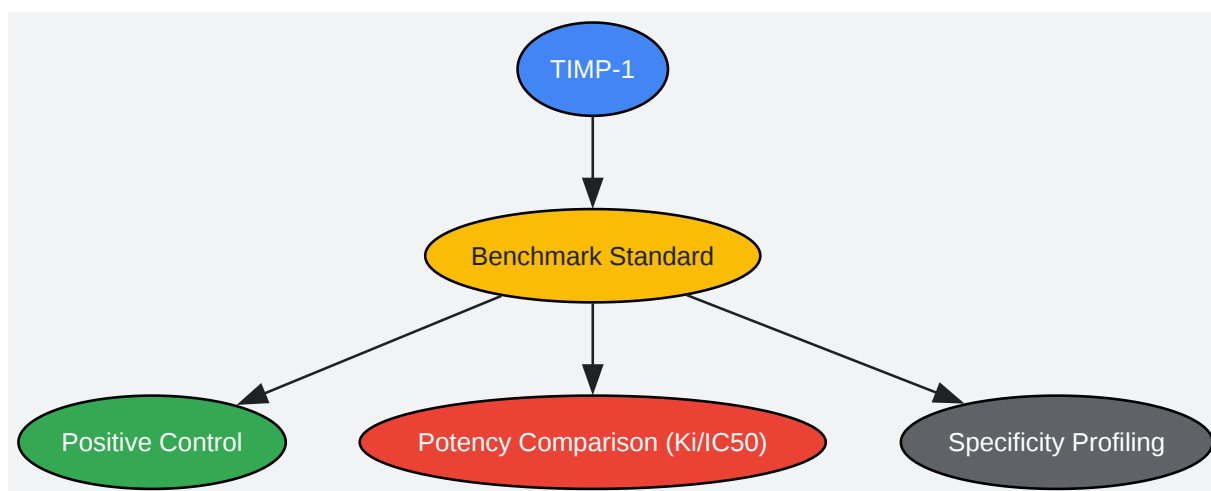 TIMP-1
Benchmark Standard
Positive Control
Potency Comparison (Ki/IC50)
Specificity Profiling